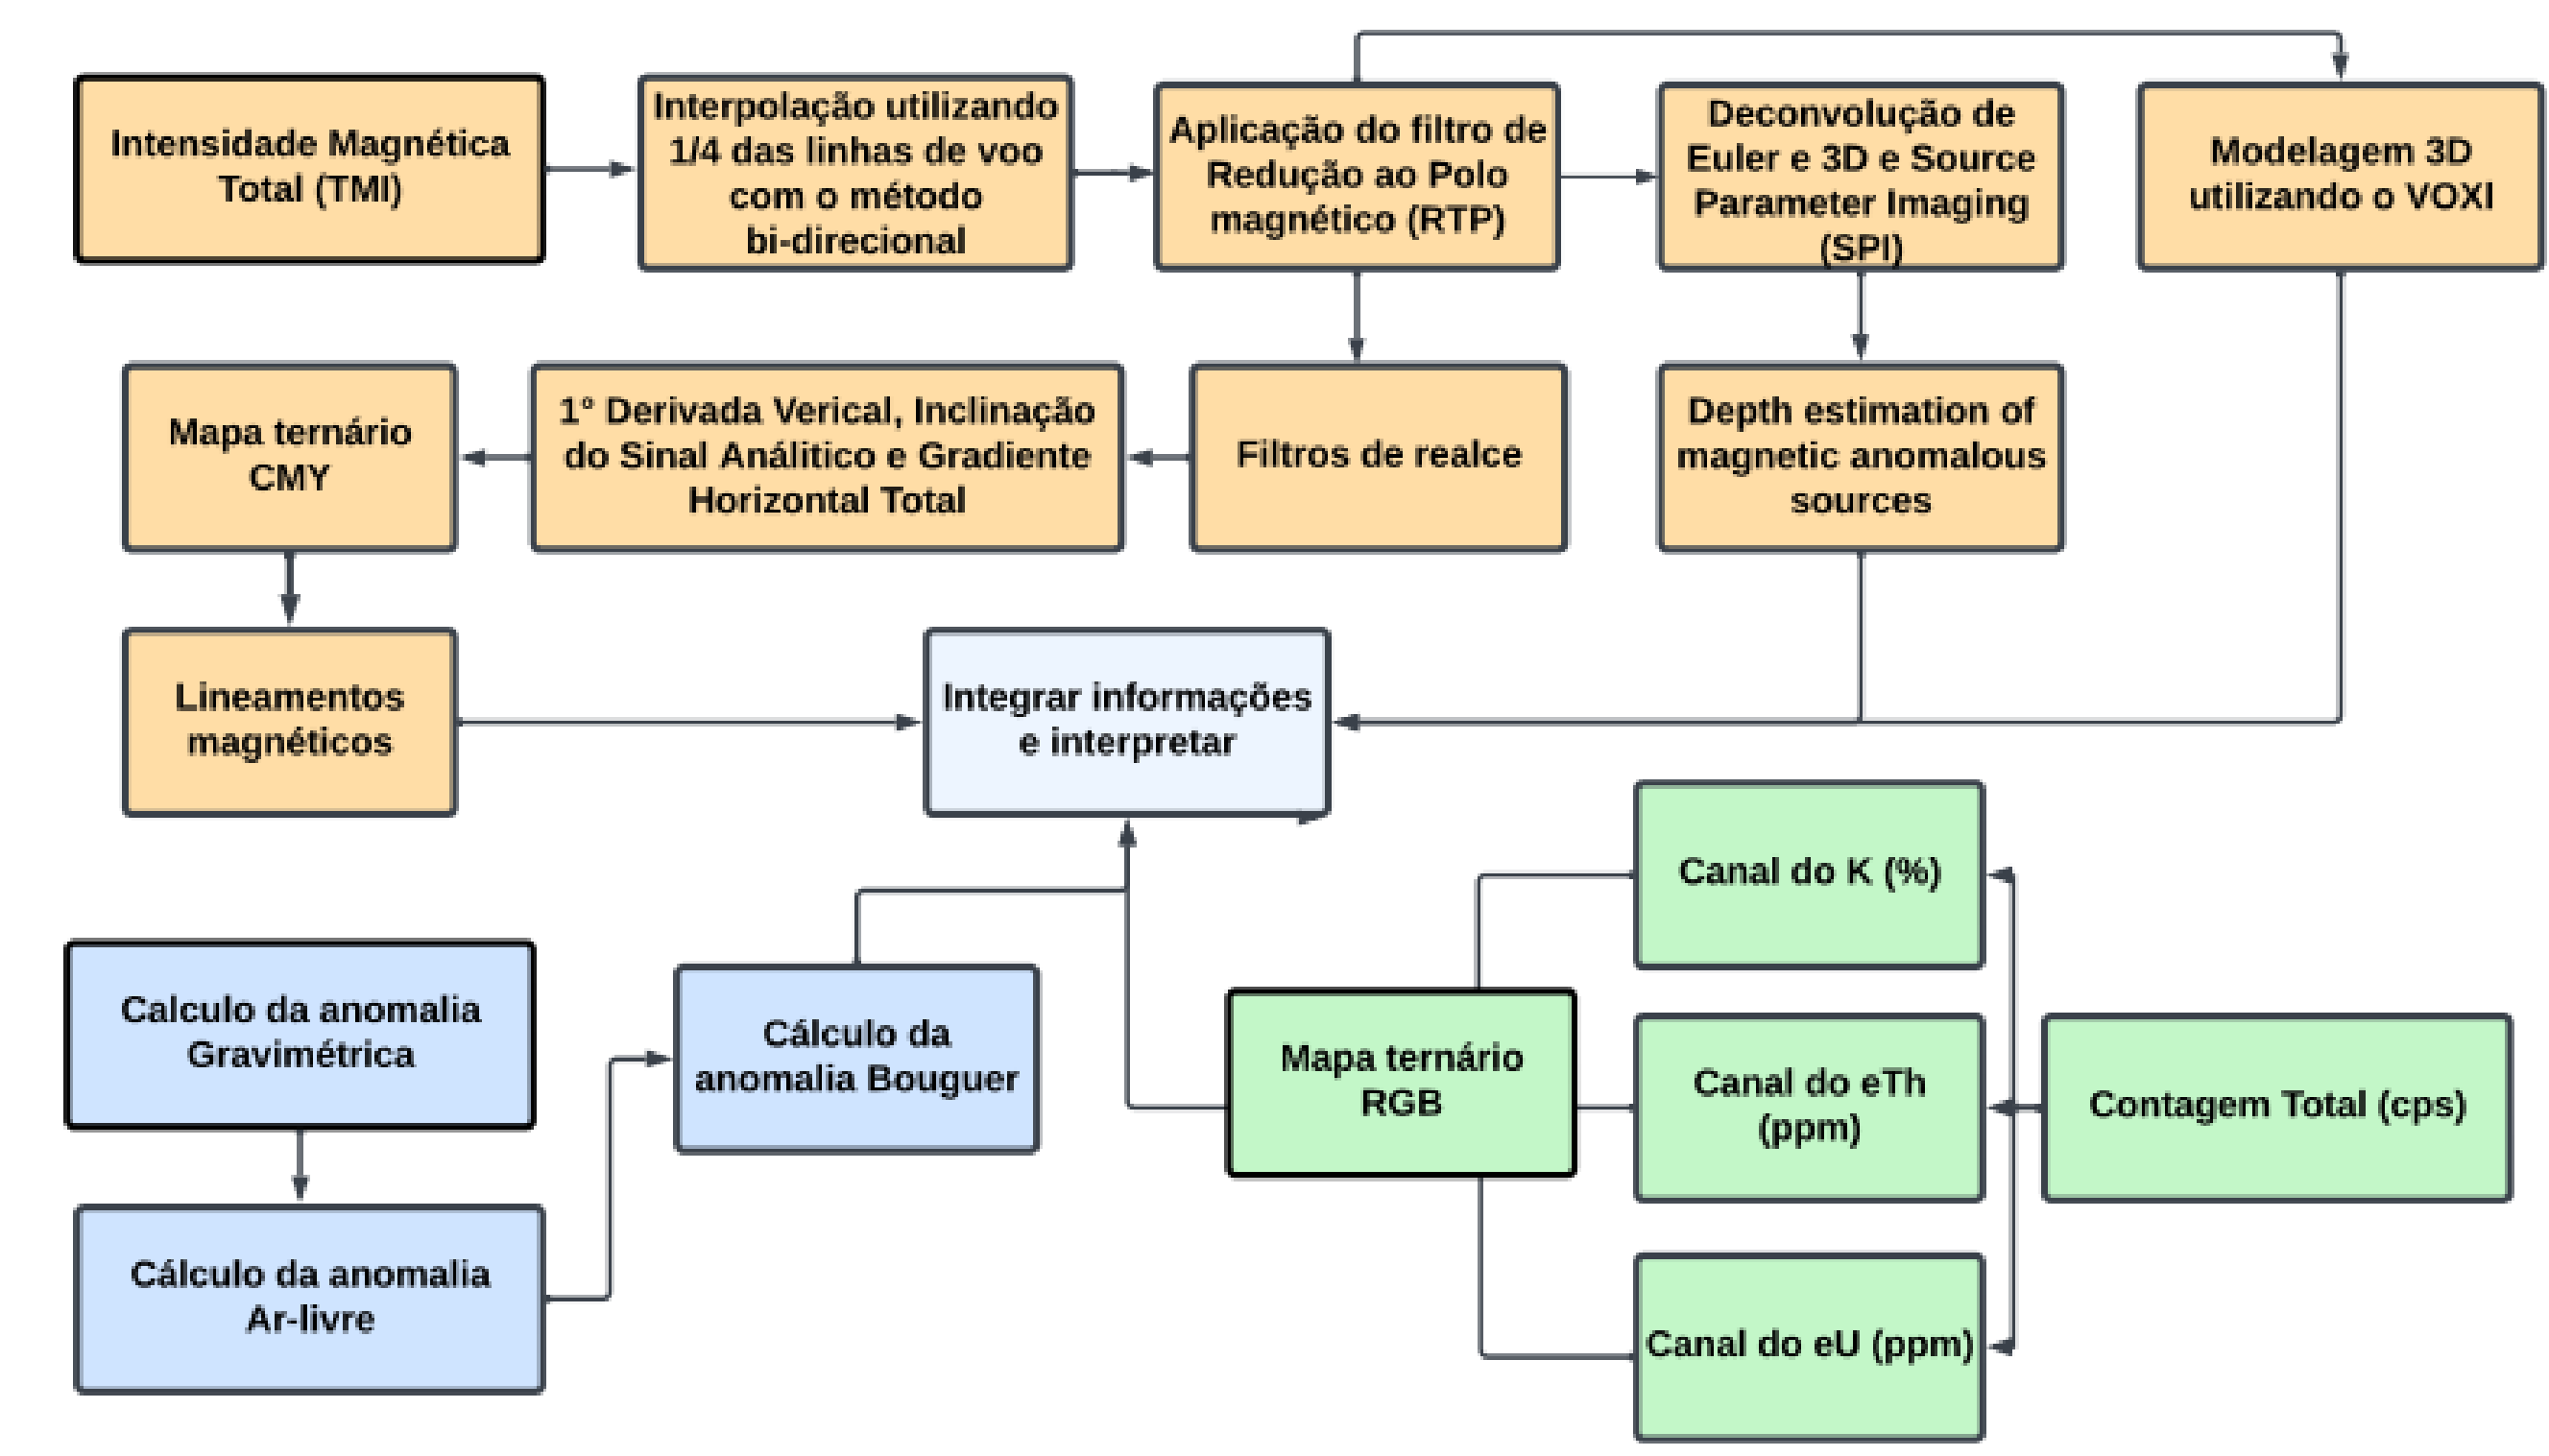 Intensidade Magnética
Total (TMI)
Interpolação utilizando
1/4 das linhas de voo
com o método
bi-direcional
Aplicação do filtro de
Redução ao Polo
magnético (RTP)
Deconvolução de
Euler e 3D e Source
Parameter Imaging
(SPI)
Modelagem 3D
utilizando o VOXI
Mapa ternário
CMY
1° Derivada Verical, Inclinação
do Sinal Análitico e Gradiente
Horizontal Total
Filtros de realce
Depth estimation of
magnetic anomalous
sources
Lineamentos
magnéticos
Integrar informações
e interpretar
Canal do K (%)
Calculo da anomalia
Gravimétrica
Cálculo da
anomalia Bouguer
Mapa ternário
RGB
Canal do eTh
(ppm)
Contagem Total (cps)
Cálculo da anomalia
Ar-livre
Canal do eU (ppm)